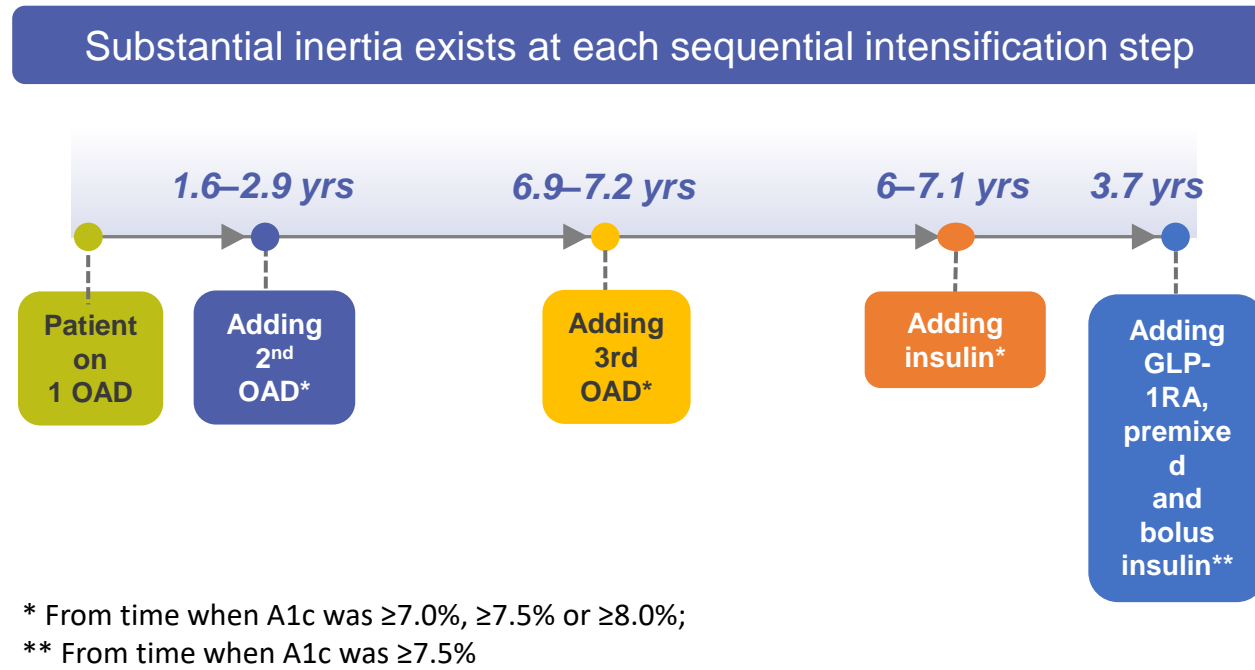 Substantial inertia exists at each sequential intensification step
1.6–2.9 yrs
6.9–7.2 yrs
6–7.1 yrs
3.7 yrs
Patient
on
1 OAD
Adding
2nd
OAD*
Adding
3rd
OAD*
Adding
insulin*
Adding
GLP-
1RA,
premixe
d
and
bolus
insulin**
* From time when A1c was ≥7.0%, ≥7.5% or ≥8.0%;
** From time when A1c was ≥7.5%